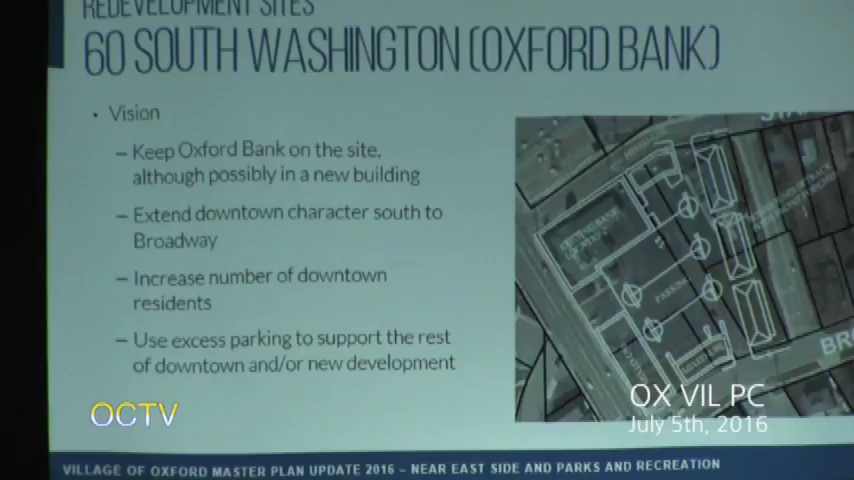 REDEVELOPMENT SITES
60 SOUTH WASHINGTON (OXFORD BANK)
• Vision
– Keep Oxford Bank on the site,
although possibly in a new building
– Extend downtown character south to
Broadway
– Increase number of downtown
residents
– Use excess parking to support the rest
of downtown and/or new development
PARKING
BRO
OCTV
OX VIL PC
July 5th, 2016
VILLAGE OF OXFORD MASTER PLAN UPDATE 2016 – NEAR EAST SIDE AND PARKS AND RECREATION